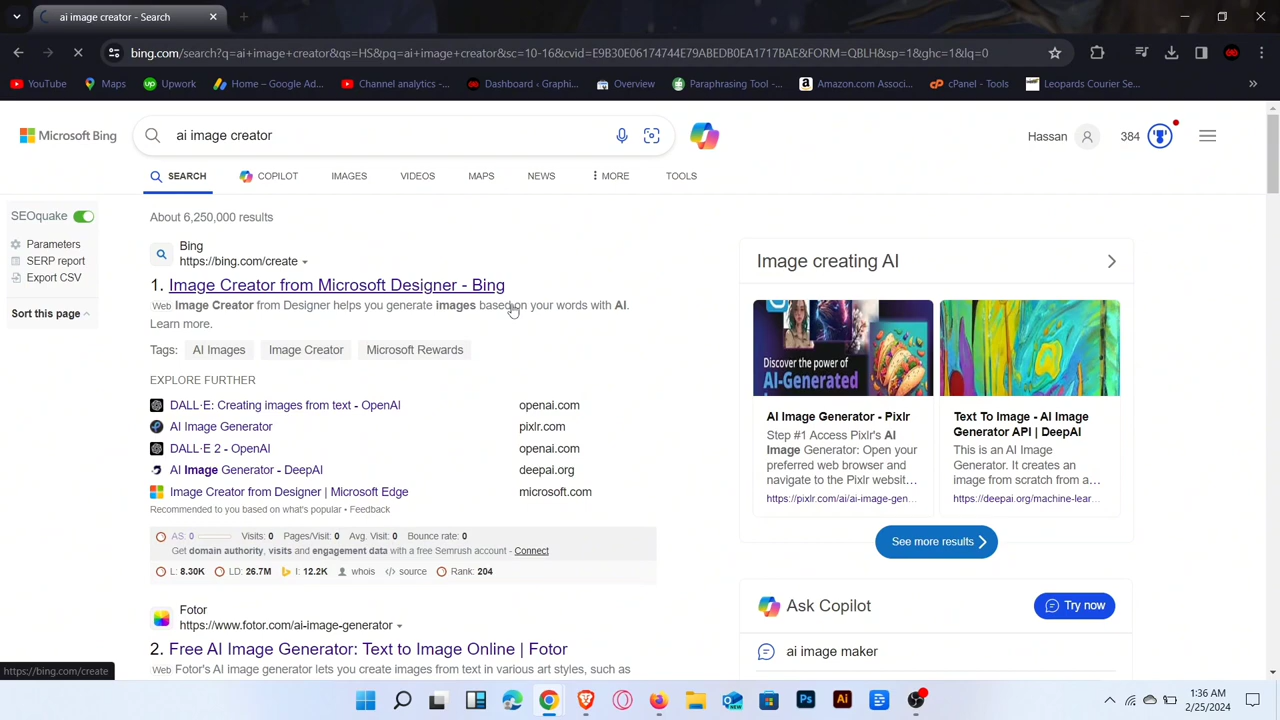 ai image creator - Search
bing.com/search?q=ai+image+creator&qs=HS&pq=ai+image+creator&sc=10-16&cvid=E9B30E06174744E79ABEDB0EA1717BAE&FORM=QBLH&sp=1&ghc=1&lq=0
YouTube Maps Upwork Home – Google Ad... Channel analytics -... Dashboard ‹ Graphi... Overview Paraphrasing Tool -... Amazon.com Associ... cPanel - Tools Leopards Courier Se...
Microsoft Bing
ai image creator
Hassan
384
SEARCH COPILOT IMAGES VIDEOS MAPS NEWS MORE TOOLS
SEOquake
Parameters
SERP report
Export CSV
Sort this page
About 6,250,000 results
Bing
https://bing.com/create
1. Image Creator from Microsoft Designer - Bing
Web Image Creator from Designer helps you generate images based on your words with AI.
Learn more.
Tags: AI Images Image Creator Microsoft Rewards
EXPLORE FURTHER
DALL·E: Creating images from text - OpenAI openai.com
AI Image Generator pixlr.com
DALL·E 2 - OpenAI openai.com
AI Image Generator - DeepAI deepai.org
Image Creator from Designer | Microsoft Edge microsoft.com
Recommended to you based on what's popular • Feedback
AS: 0 Visits: 0 Pages/Visit: 0 Avg. Visit: 0 Bounce rate: 0
Get domain authority, visits and engagement data with a free Semrush account - Connect
L: 8.30K LD: 26.7M I: 12.2K whois source Rank: 204
Fotor
https://www.fotor.com/ai-image-generator
2. Free AI Image Generator: Text to Image Online | Fotor
Web Fotor's AI image generator lets you create images from text in various art styles, such as
Image creating AI
Discover the power of
AI-Generated
AI Image Generator - Pixlr
Step #1 Access Pixlr's AI
Image Generator: Open your
preferred web browser and
navigate to the Pixlr websit...
https://pixlr.com/ai/ai-image-gen...
Text To Image - AI Image
Generator API | DeepAI
This is an AI Image
Generator. It creates an
image from scratch from a...
https://deepai.org/machine-lear...
See more results
Ask Copilot
Try now
ai image maker
https://bing.com/create
Ps
Ai
1:36 AM
2/25/2024